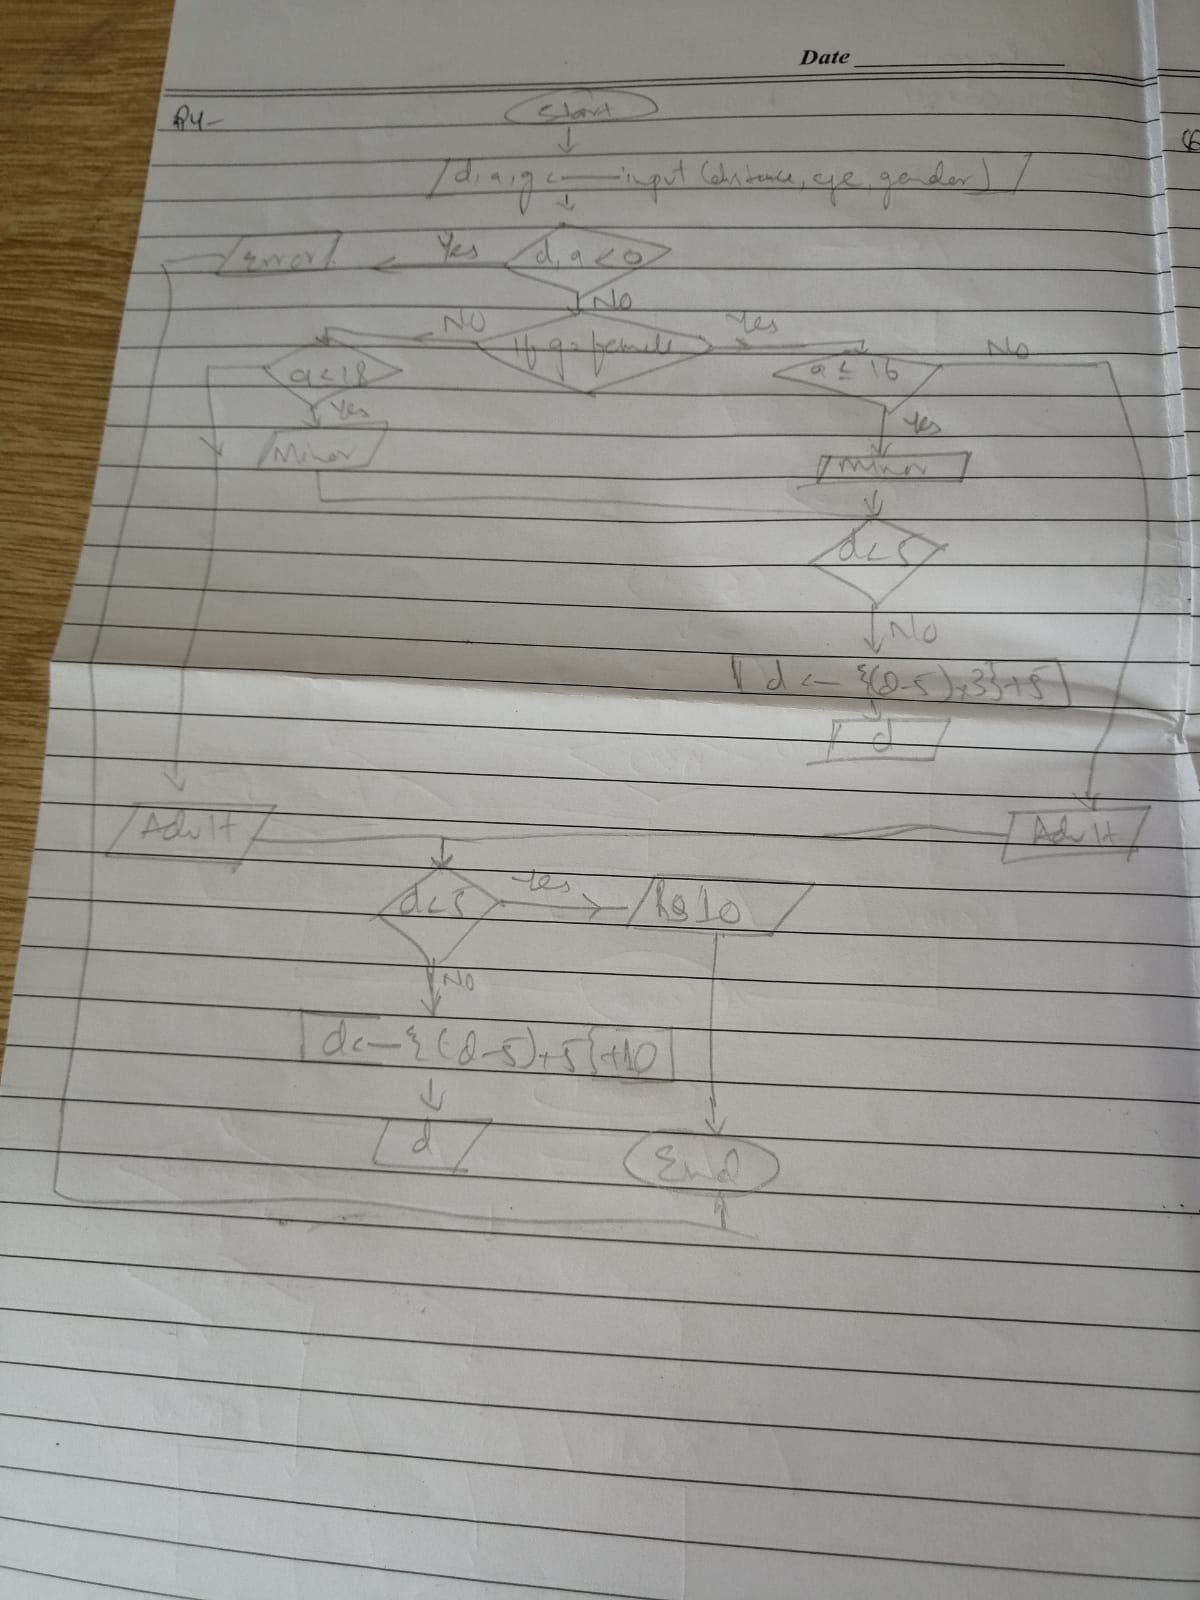 Date
Q4-
Start
d, a, g ← input (distance, age, gender)
Error
Yes
d, a < 0
No
No
If g = female
Yes
a < 18
a ≤ 16
No
Yes
Yes
Minor
Minor
d < 5
No
d ← {(d-5)×3}+5
d
Adult
Adult
d < 5
Yes
Rs 10
No
d ← {(d-5)+5}+10
d
End